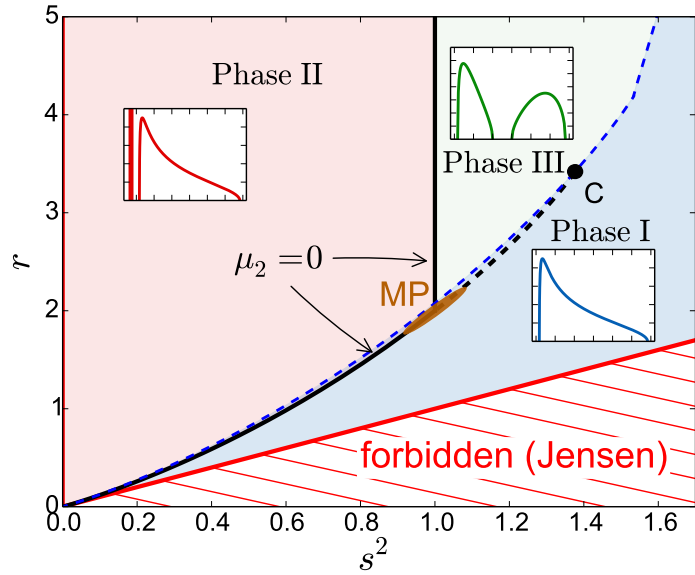 5
4
3
2
1
0
r
Phase II
Phase III
C
Phase I
μ₂ = 0
MP
forbidden (Jensen)
0.0 0.2 0.4 0.6 0.8 1.0 1.2 1.4 1.6
s²